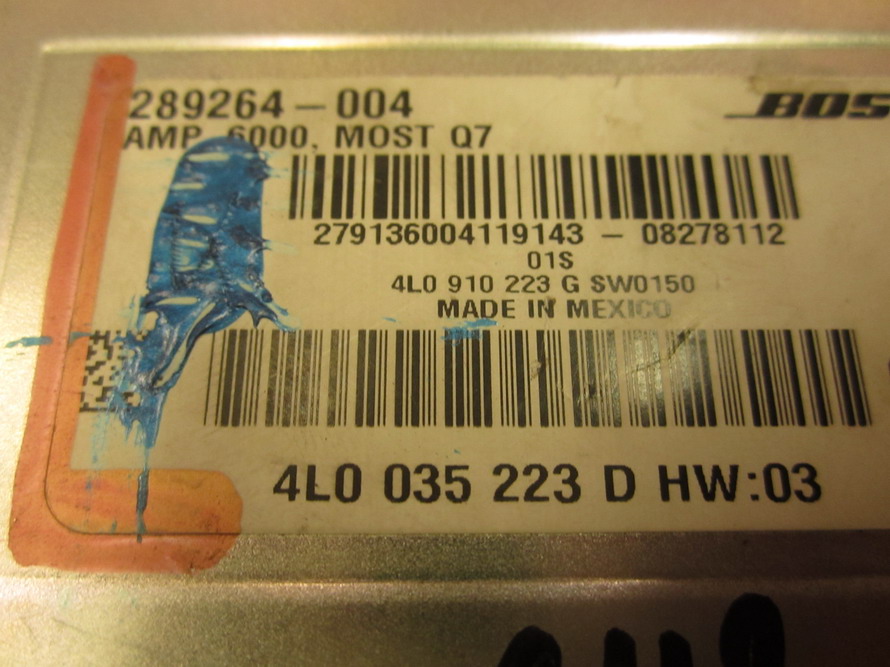 289264-004
BOS
AMP, 6000, MOST Q7
279136004119143 - 08278112
01S
4L0 910 223 G SW0150
MADE IN MEXICO
4L0 035 223 D HW:03